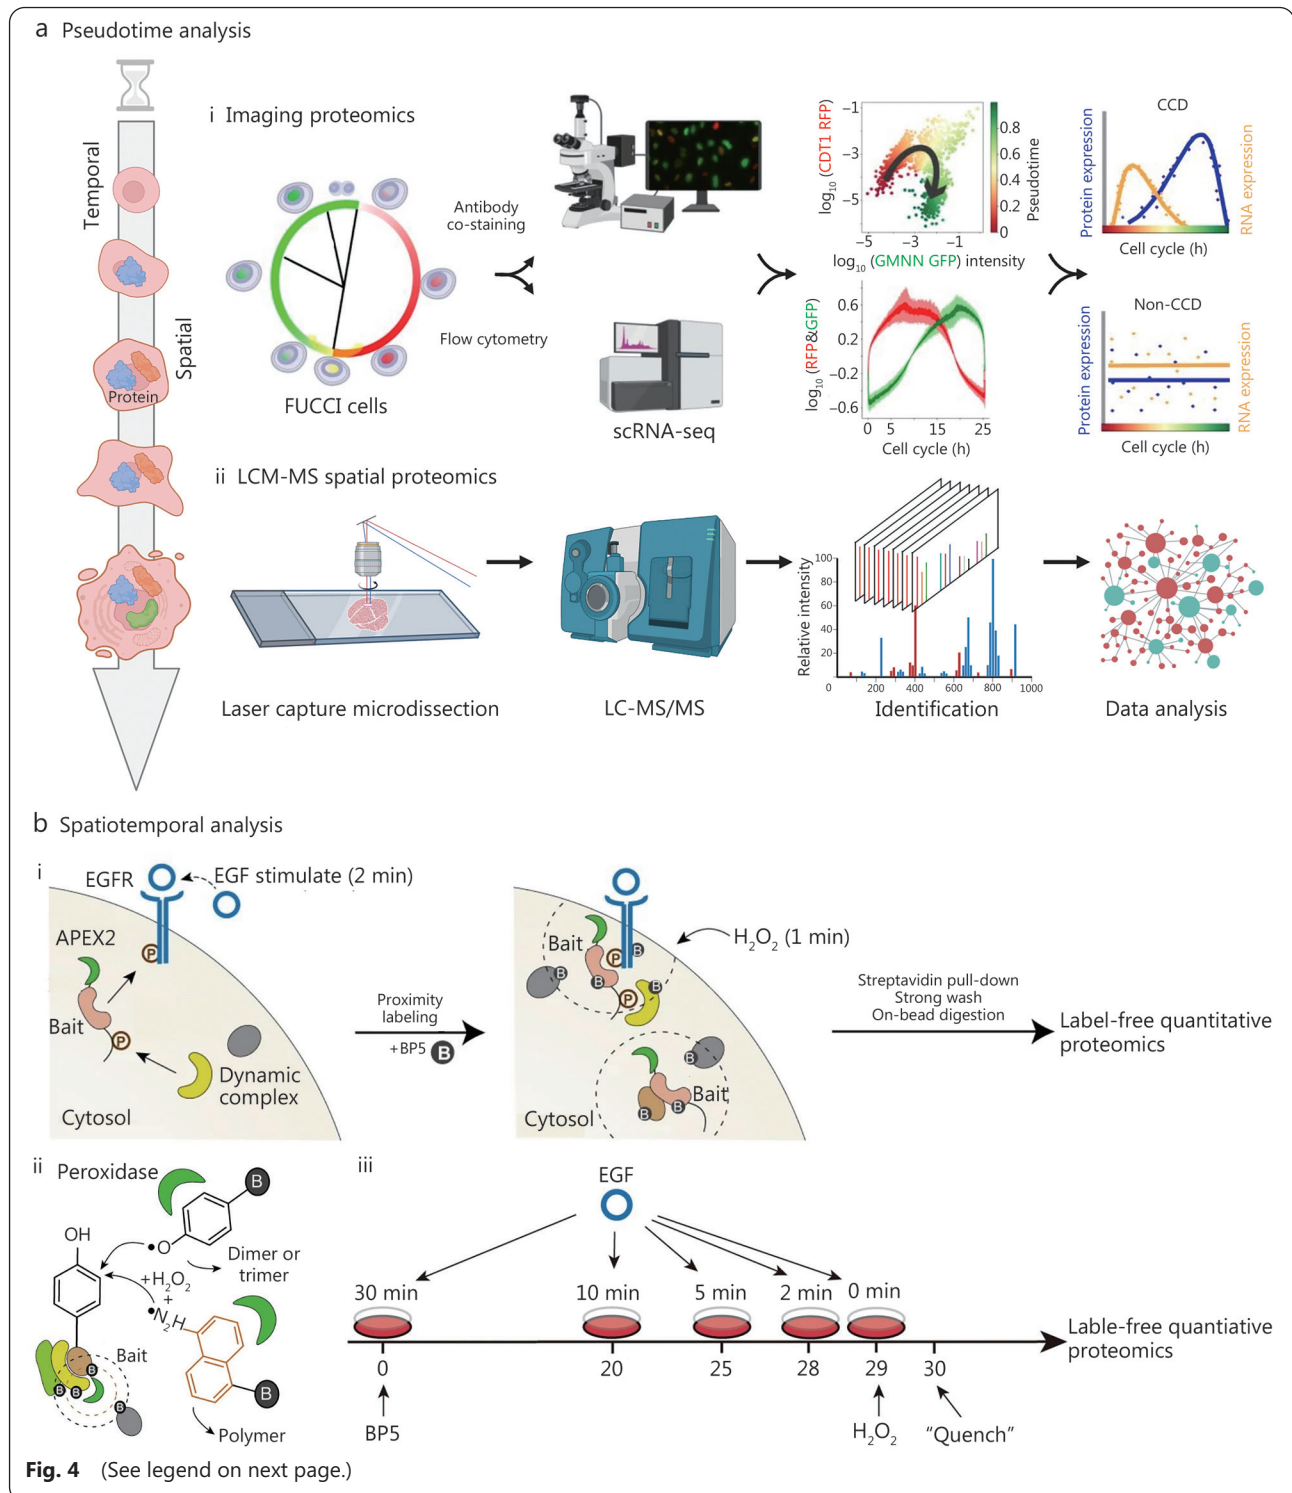 a Pseudotime analysis
Temporal
Spatial
Protein
i Imaging proteomics
FUCCI cells
Antibody
co-staining
Flow cytometry
scRNA-seq
log10 (CDT1 RFP)
−1
−3
−5
−5
−3
−1
log10 (GMNN GFP) intensity
0.8
0.6
0.4
0.2
0
Pseudotime
log10 (RFP&GFP)
0.6
0.2
−0.2
−0.6
0
5
15
25
Cell cycle (h)
CCD
Protein expression
RNA expression
Cell cycle (h)
Non-CCD
Protein expression
RNA expression
Cell cycle (h)
ii LCM-MS spatial proteomics
Laser capture microdissection
LC-MS/MS
Relative intensity
100
80
60
40
20
0
200
400
600
800
1000
Identification
Data analysis
b Spatiotemporal analysis
i
EGFR
EGF stimulate (2 min)
APEX2
P
Bait
P
Dynamic
complex
Cytosol
Proximity
labeling
+BP5 B
Bait
P
B
B
B
P
B
H2O2 (1 min)
B
Bait
B
B
Cytosol
Streptavidin pull-down
Strong wash
On-bead digestion
Label-free quantitative
proteomics
ii Peroxidase
B
OH
•O
Dimer or
trimer
+H2O2
+
•N2H
Bait
B
B
B
B
B
Polymer
iii
EGF
30 min
10 min
5 min
2 min
0 min
0
20
25
28
29
30
BP5
H2O2
“Quench”
Lable-free quantiative
proteomics
Fig. 4 (See legend on next page.)